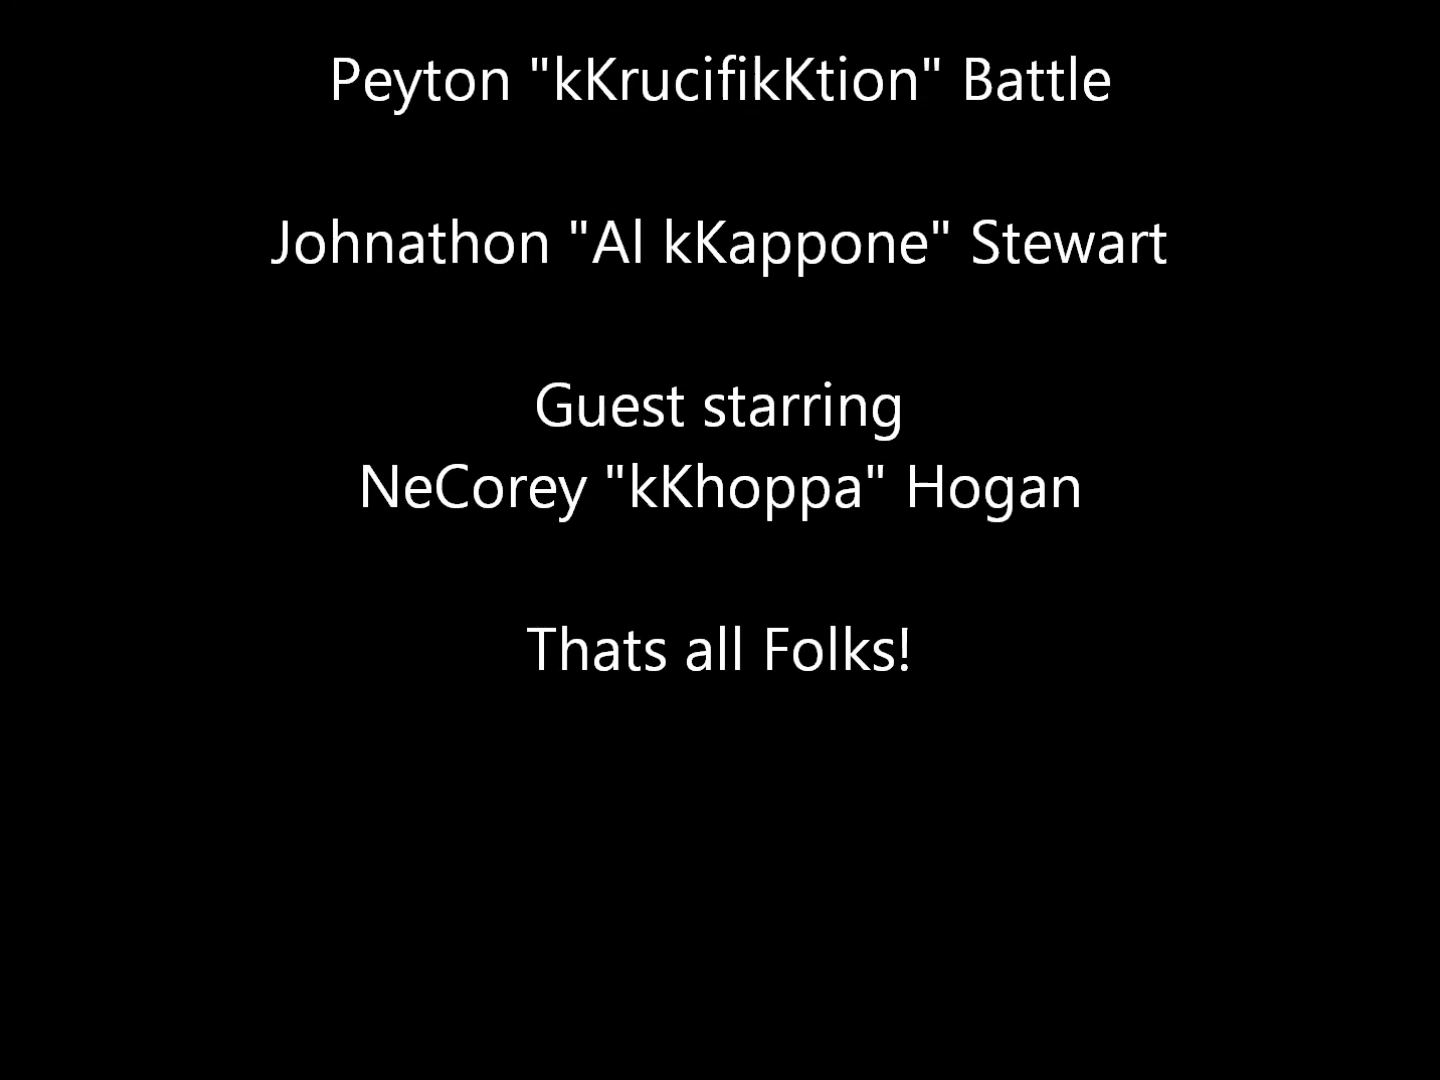 Peyton "kKrucifikKtion" Battle
Johnathon "Al kKappone" Stewart
Guest starring
NeCorey "kKhoppa" Hogan
Thats all Folks!